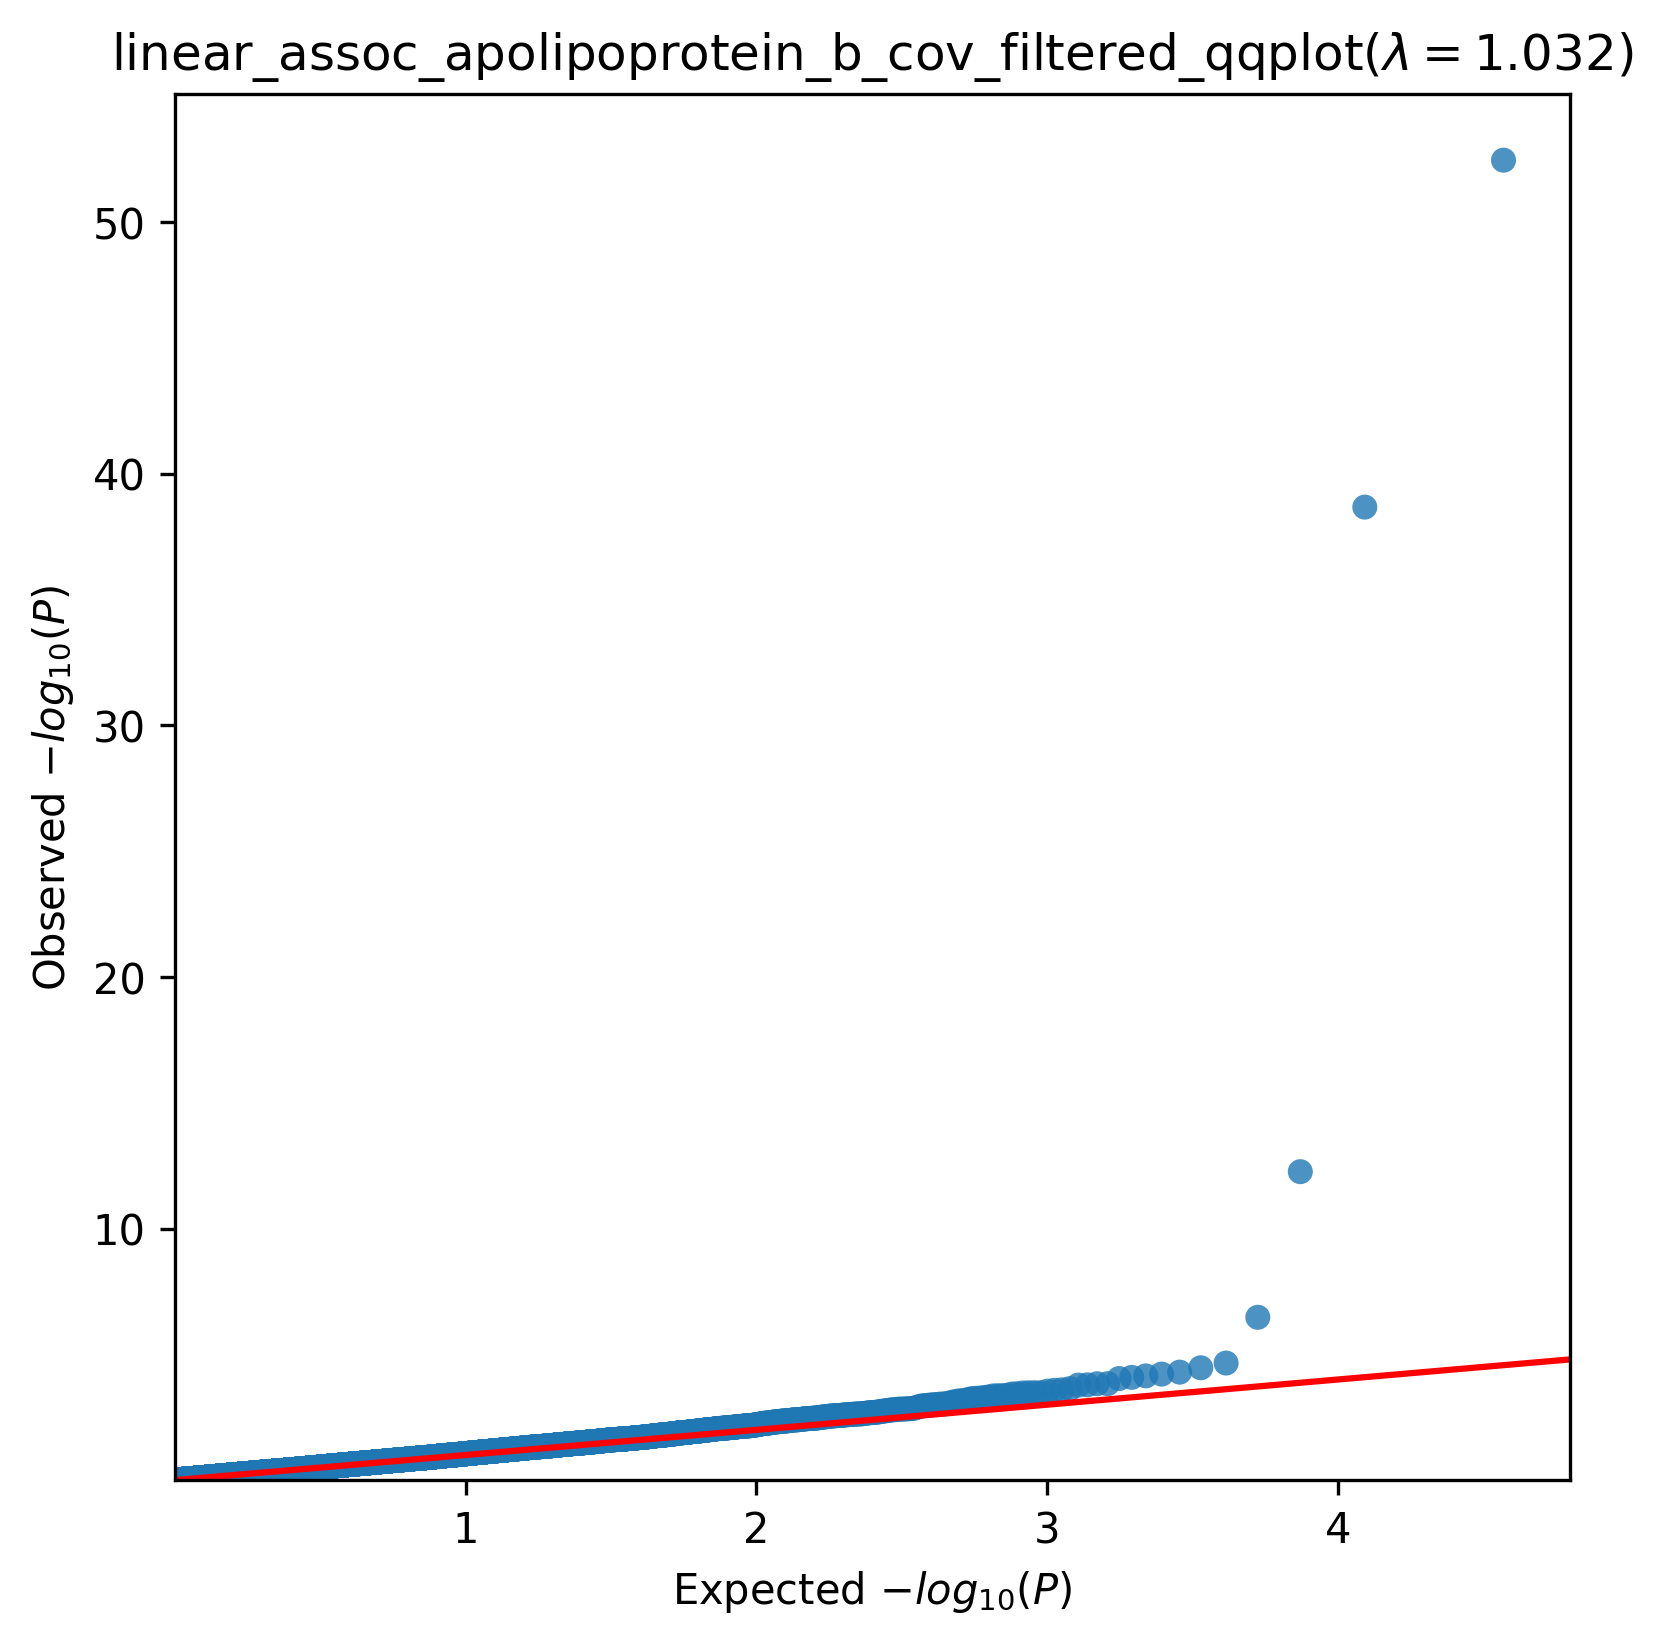 linear_assoc_apolipoprotein_b_cov_filtered_qqplot(λ = 1.032)
50
40
30
20
10
Observed −log₁₀(P)
1 2 3 4
Expected −log₁₀(P)